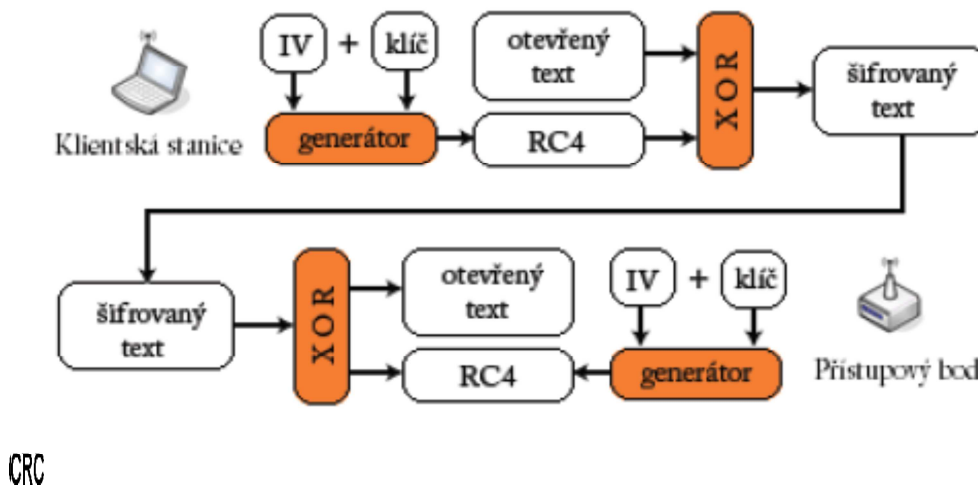 IV + klíč
otevřený
text
XOR
šifrovaný
text
Klientská stanice
generátor
RC4
šifrovaný
text
XOR
otevřený
text
IV + klíč
RC4
generátor
Přístupový bod
CRC